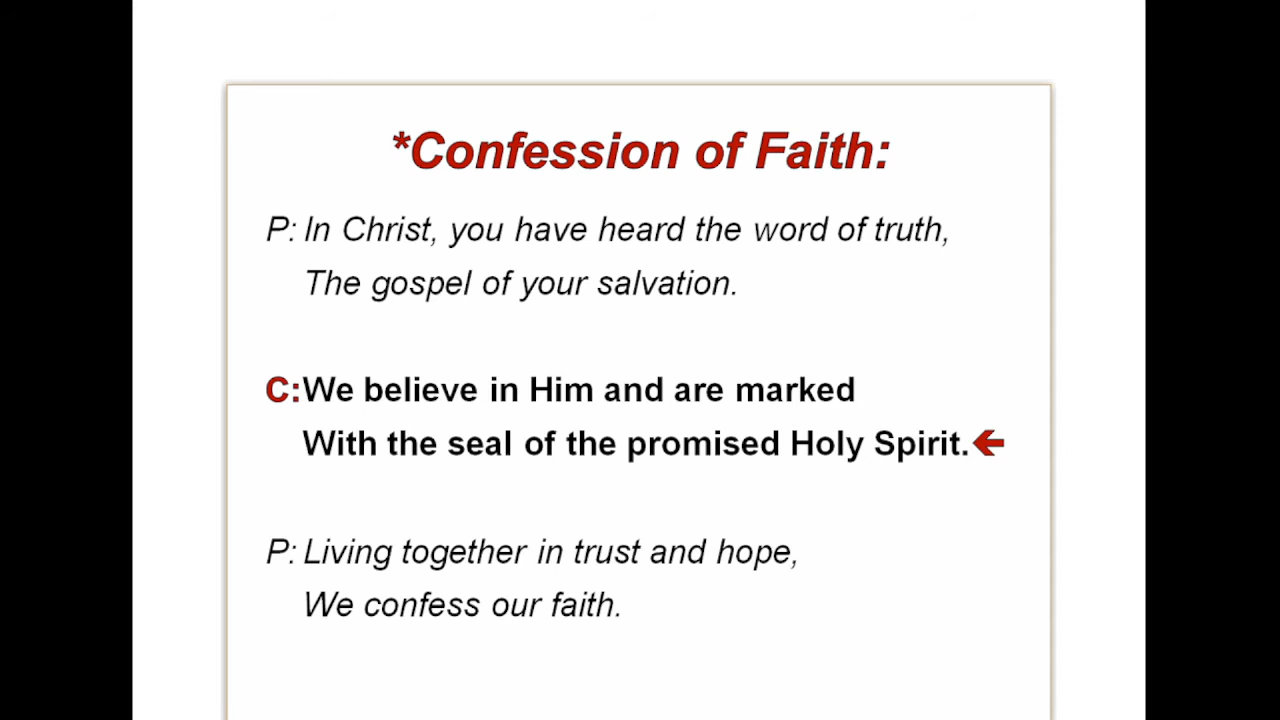 *Confession of Faith:
P: In Christ, you have heard the word of truth,
The gospel of your salvation.
C: We believe in Him and are marked
With the seal of the promised Holy Spirit.
P: Living together in trust and hope,
We confess our faith.